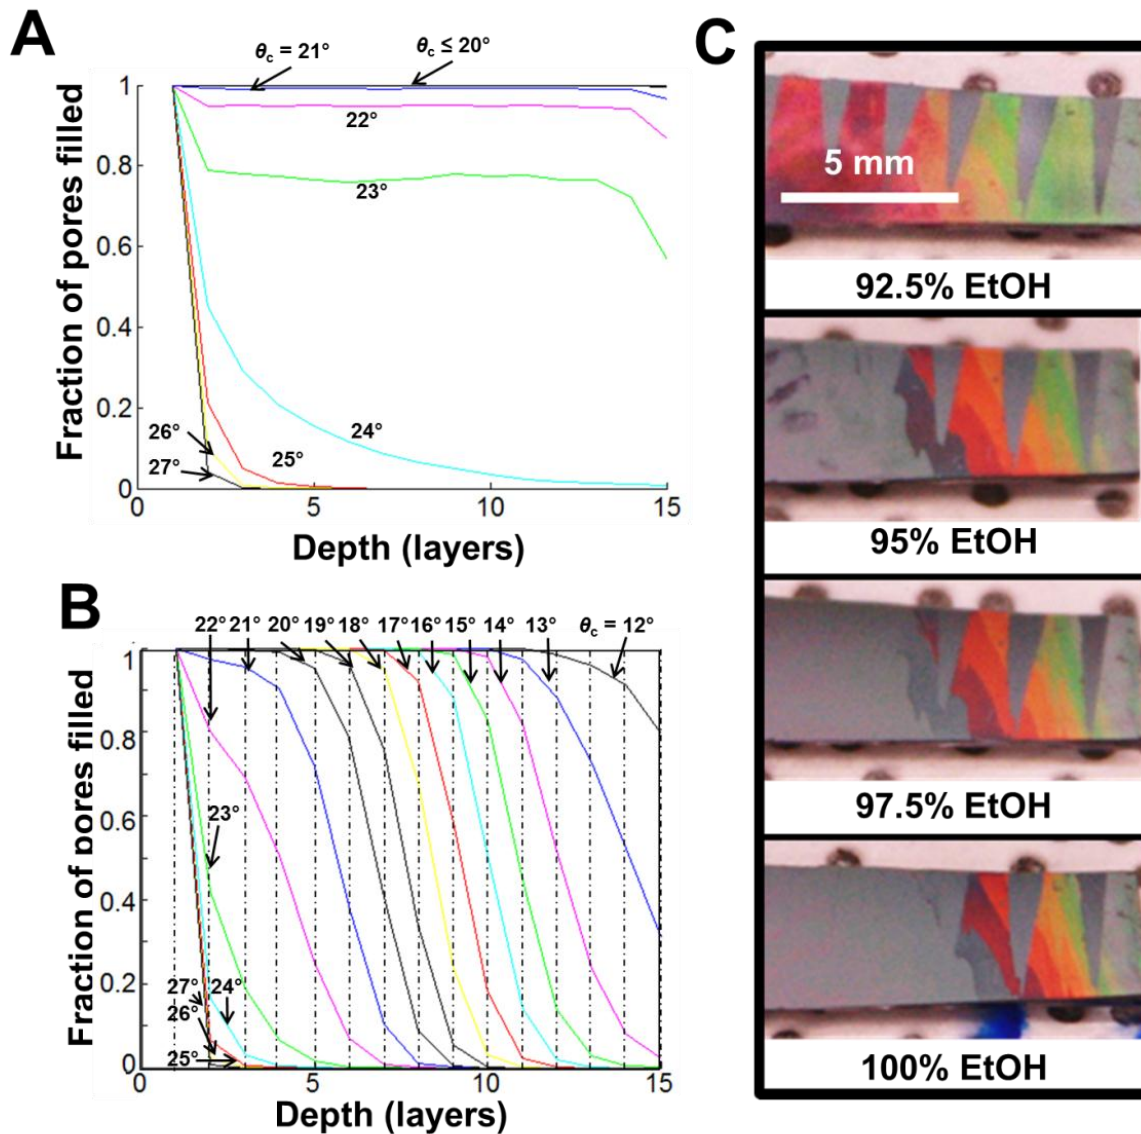 A
θc = 21°
θc ≤ 20°
1
0.8
0.6
0.4
0.2
0
22°
23°
24°
25°
26°
27°
0
5
10
15
Fraction of pores filled
Depth (layers)
B
22° 21° 20° 19° 18° 17° 16° 15° 14° 13° θc = 12°
1
0.8
0.6
0.4
0.2
0
23°
27° 24°
26°
25°
0
5
10
15
Fraction of pores filled
Depth (layers)
C
5 mm
92.5% EtOH
95% EtOH
97.5% EtOH
100% EtOH